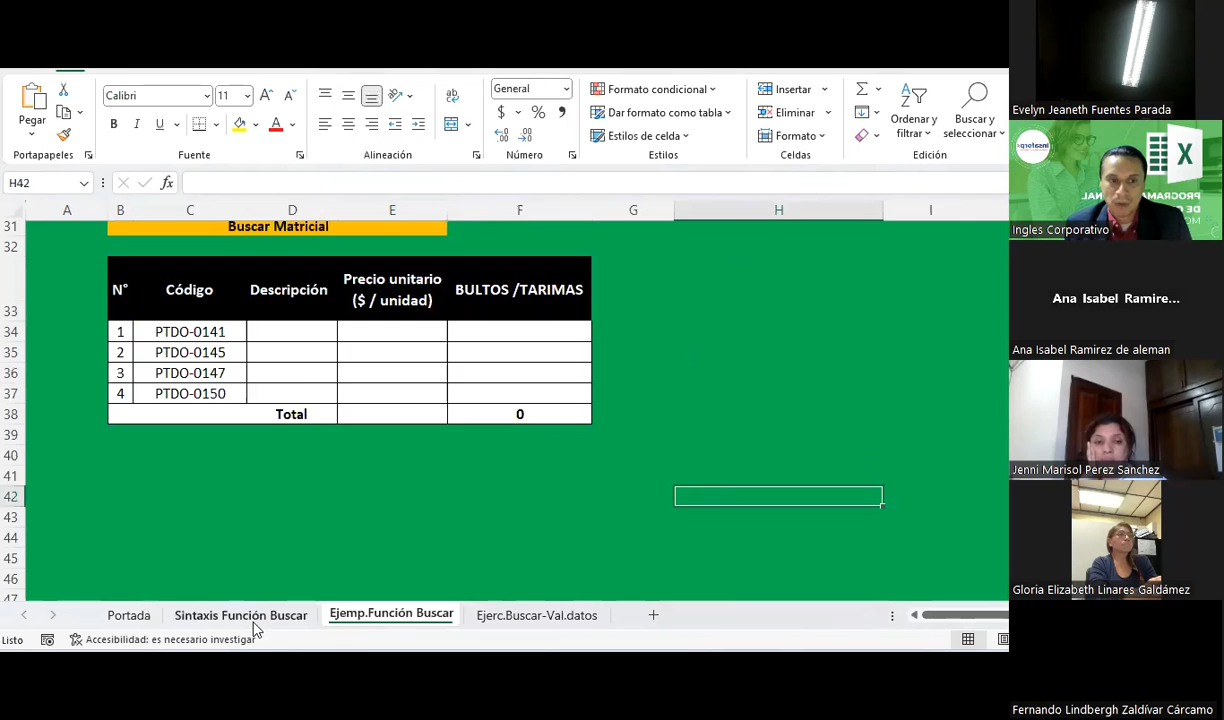 Calibri
11
General
Formato condicional
Insertar
Dar formato como tabla
Eliminar
Pegar
Estilos de celda
Formato
Ordenar y filtrar
Buscar y seleccionar
Portapapeles
Fuente
Alineación
Número
Estilos
Celdas
Edición
H42
A B C D E F G H I
31 Buscar Matricial
32
33 N° Código Descripción Precio unitario ($ / unidad) BULTOS /TARIMAS
34 1 PTDO-0141
35 2 PTDO-0145
36 3 PTDO-0147
37 4 PTDO-0150
38 Total 0
39
40
41
42
43
44
45
46
47
Portada Sintaxis Función Buscar Ejemp.Función Buscar Ejerc.Buscar-Val.datos
Listo Accesibilidad: es necesario investigar
Evelyn Jeaneth Fuentes Parada
insaforp
Ingles Corporativo
Ana Isabel Ramire...
Ana Isabel Ramirez de aleman
Jenni Marisol Perez Sanchez
Gloria Elizabeth Linares Galdámez
Fernando Lindbergh Zaldívar Cárcamo